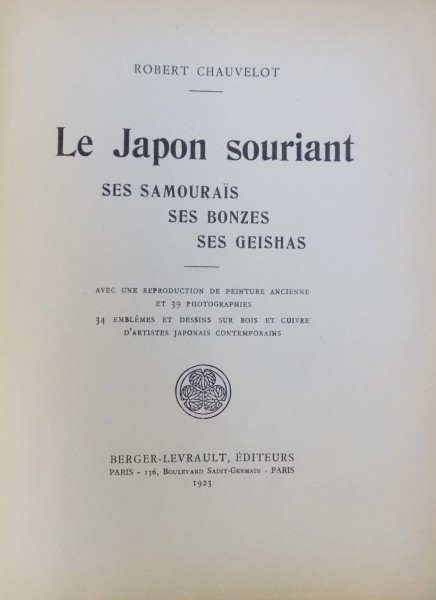 ROBERT CHAUVELOT
Le Japon souriant
SES SAMOURAÏS
SES BONZES
SES GEISHAS
AVEC UNE REPRODUCTION DE PEINTURE ANCIENNE
ET 39 PHOTOGRAPHIES
34 EMBLÈMES ET DESSINS SUR BOIS ET CUIVRE
D'ARTISTES JAPONAIS CONTEMPORAINS
BERGER-LEVRAULT, ÉDITEURS
PARIS - 136, BOULEVARD SAINT-GERMAIN - PARIS
1923